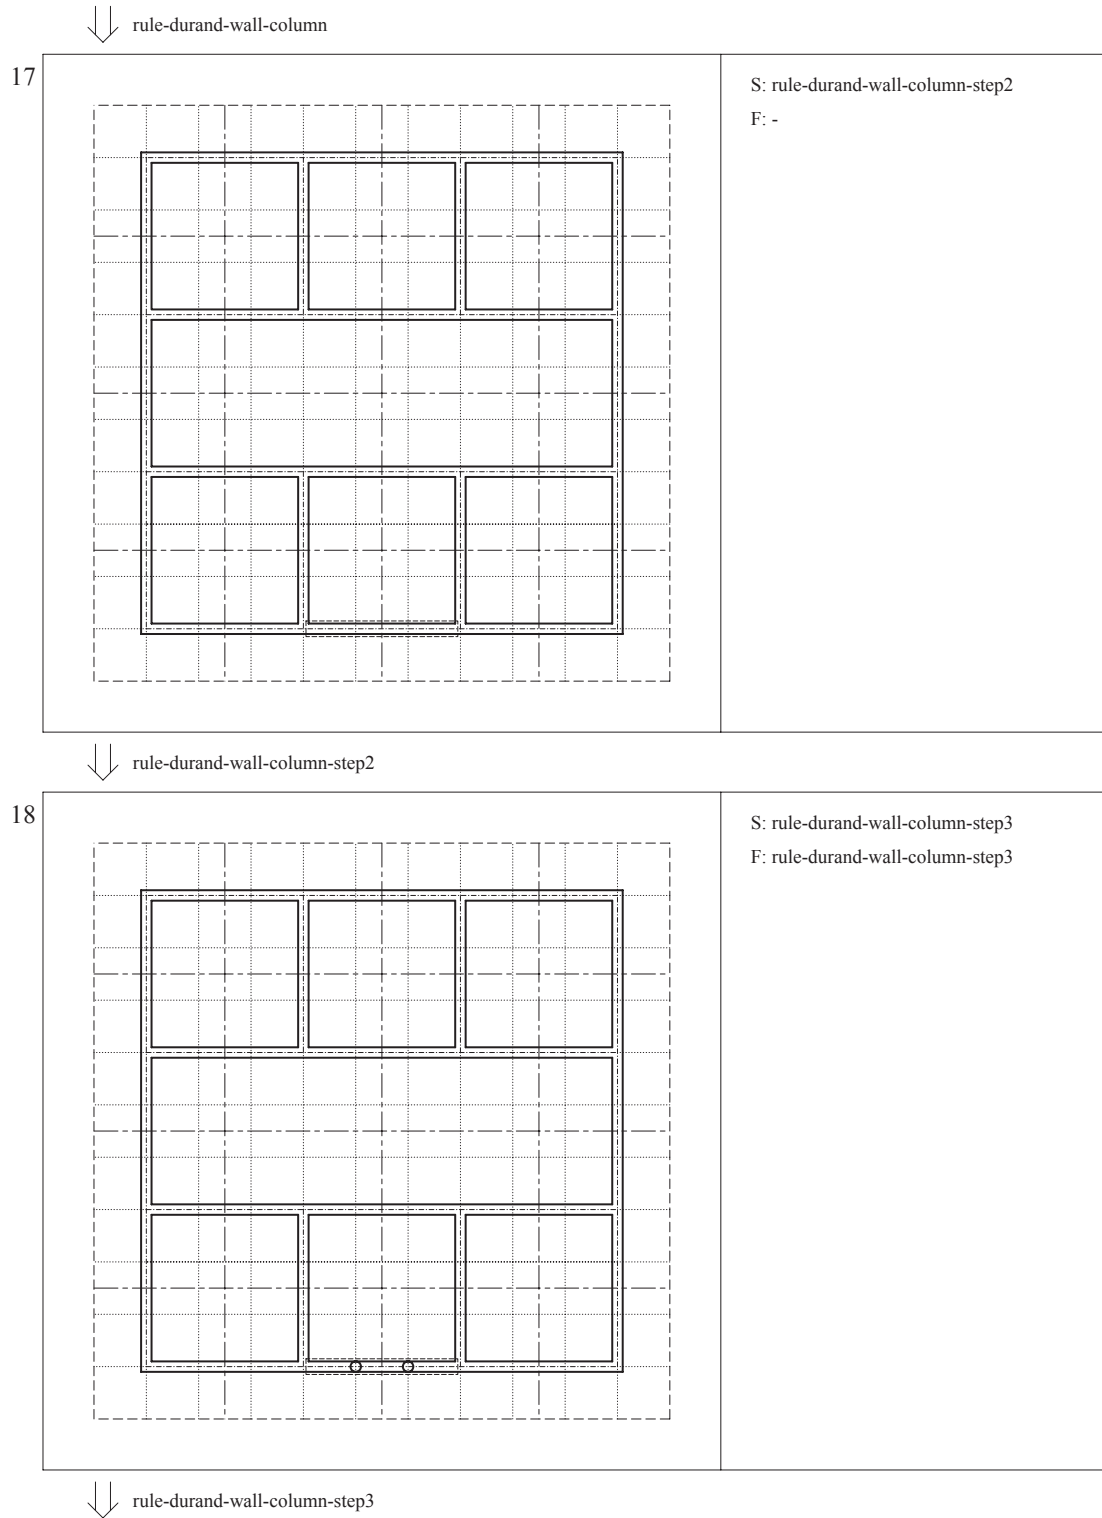 rule-durand-wall-column
17
S: rule-durand-wall-column-step2
F: -
rule-durand-wall-column-step2
18
S: rule-durand-wall-column-step3
F: rule-durand-wall-column-step3
rule-durand-wall-column-step3